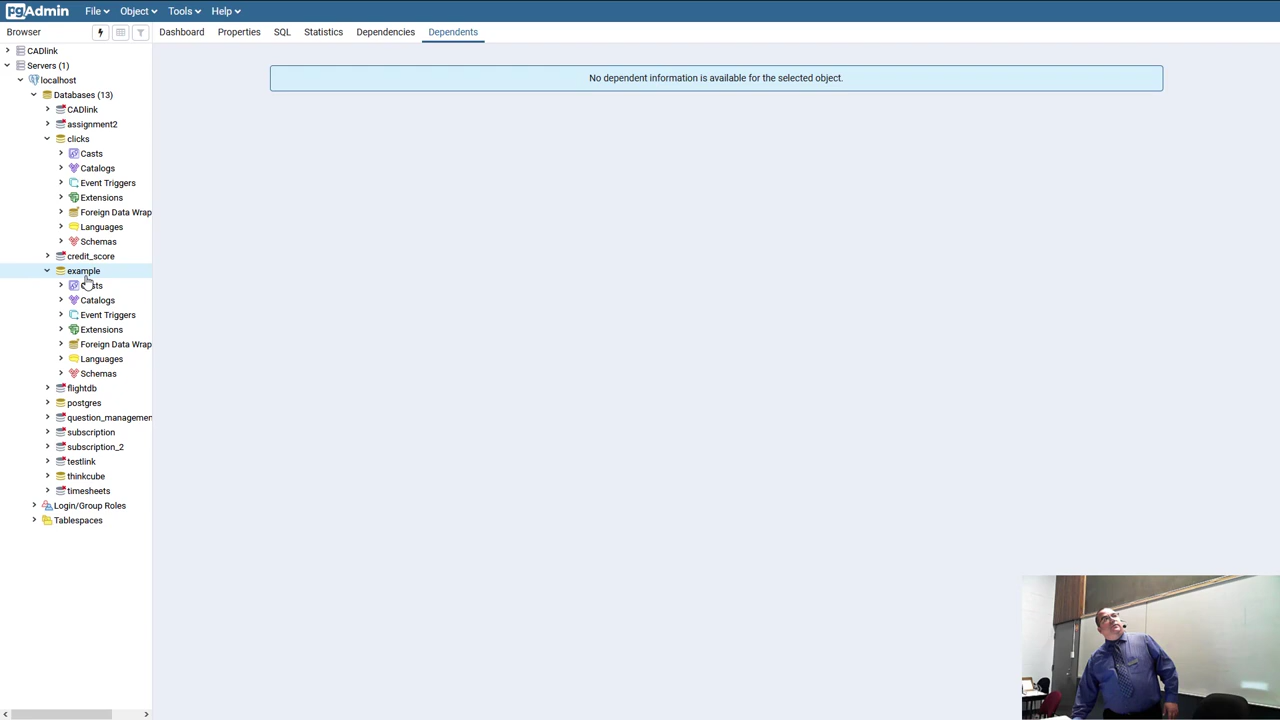 pgAdmin File Object Tools Help
Browser Dashboard Properties SQL Statistics Dependencies Dependents
CADlink
Servers (1)
localhost
Databases (13)
CADlink
assignment2
clicks
Casts
Catalogs
Event Triggers
Extensions
Foreign Data Wrap
Languages
Schemas
credit_score
example
sts
Catalogs
Event Triggers
Extensions
Foreign Data Wrap
Languages
Schemas
flightdb
postgres
question_managemen
subscription
subscription_2
testlink
thinkcube
timesheets
Login/Group Roles
Tablespaces
No dependent information is available for the selected object.